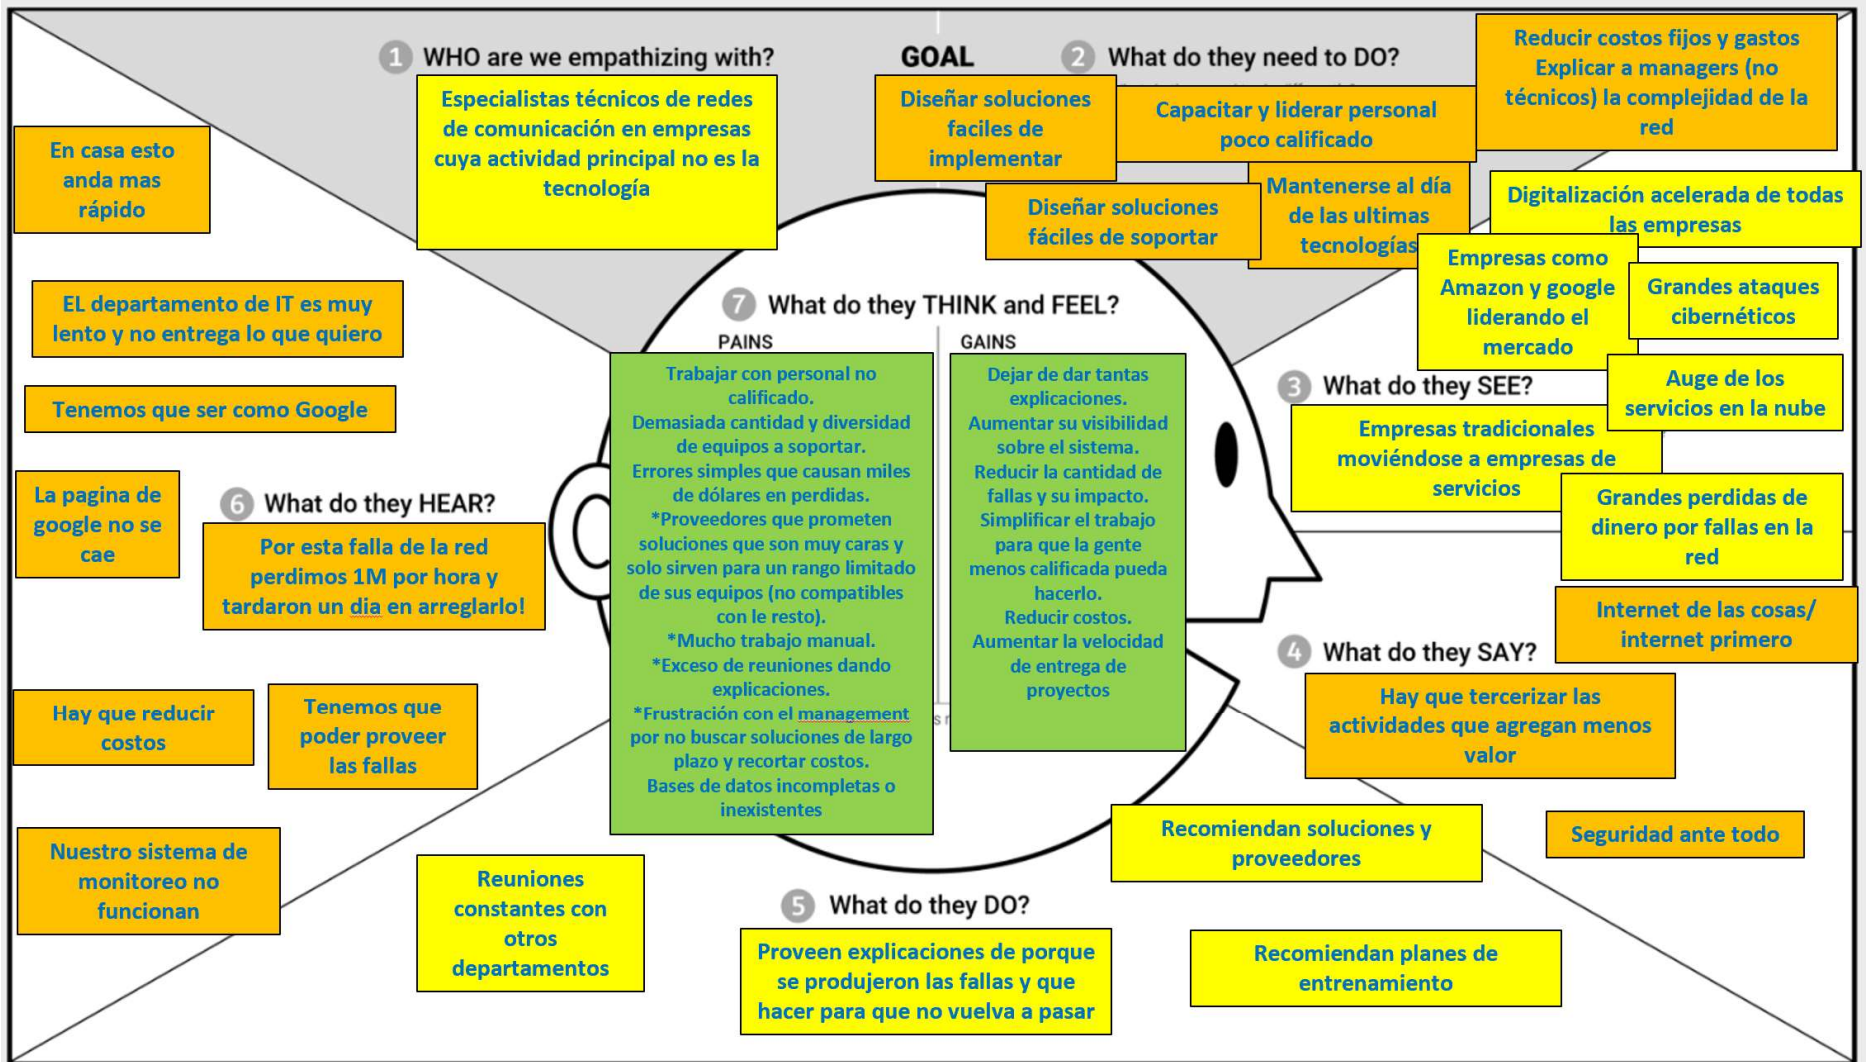 1 WHO are we empathizing with?
Especialistas técnicos de redes
de comunicación en empresas
cuya actividad principal no es la
tecnología
GOAL
2 What do they need to DO?
Diseñar soluciones
faciles de
implementar
Capacitar y liderar personal
poco calificado
Reducir costos fijos y gastos
Explicar a managers (no
técnicos) la complejidad de la
red
Diseñar soluciones
fáciles de soportar
Mantenerse al día
de las ultimas
tecnologías
Digitalización acelerada de todas
las empresas
Empresas como
Amazon y google
liderando el
mercado
Grandes ataques
cibernéticos
Auge de los
servicios en la nube
3 What do they SEE?
Empresas tradicionales
moviéndose a empresas de
servicios
Grandes perdidas de
dinero por fallas en la
red
Internet de las cosas/
internet primero
4 What do they SAY?
Hay que tercerizar las
actividades que agregan menos
valor
Seguridad ante todo
Recomiendan soluciones y
proveedores
Recomiendan planes de
entrenamiento
5 What do they DO?
Proveen explicaciones de porque
se produjeron las fallas y que
hacer para que no vuelva a pasar
Reuniones
constantes con
otros
departamentos
En casa esto
anda mas
rápido
EL departamento de IT es muy
lento y no entrega lo que quiero
Tenemos que ser como Google
La pagina de
google no se
cae
6 What do they HEAR?
Por esta falla de la red
perdimos 1M por hora y
tardaron un dia en arreglarlo!
Hay que reducir
costos
Tenemos que
poder proveer
las fallas
Nuestro sistema de
monitoreo no
funcionan
7 What do they THINK and FEEL?
PAINS
Trabajar con personal no
calificado.
Demasiada cantidad y diversidad
de equipos a soportar.
Errores simples que causan miles
de dólares en perdidas.
*Proveedores que prometen
soluciones que son muy caras y
solo sirven para un rango limitado
de sus equipos (no compatibles
con le resto).
*Mucho trabajo manual.
*Exceso de reuniones dando
explicaciones.
*Frustración con el management
por no buscar soluciones de largo
plazo y recortar costos.
Bases de datos incompletas o
inexistentes
GAINS
Dejar de dar tantas
explicaciones.
Aumentar su visibilidad
sobre el sistema.
Reducir la cantidad de
fallas y su impacto.
Simplificar el trabajo
para que la gente
menos calificada pueda
hacerlo.
Reducir costos.
Aumentar la velocidad
de entrega de
proyectos